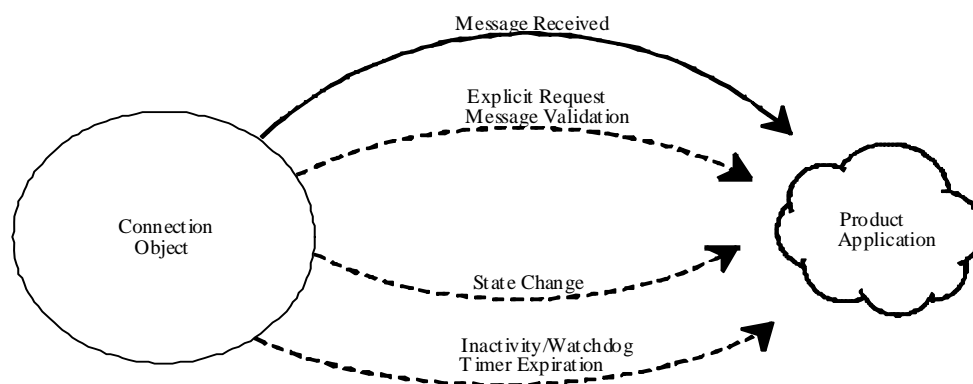 Message Received
Explicit Request
Message Validation
Connection
Object
Product
Application
State Change
Inactivity/Watchdog
Timer Expiration